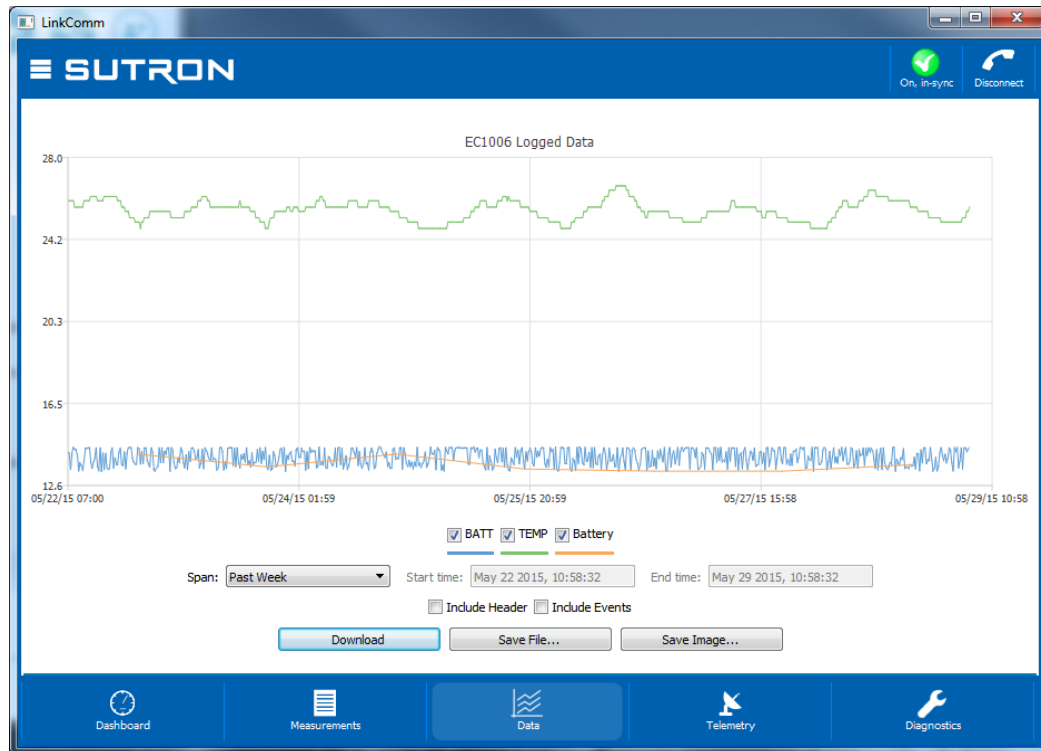 LinkComm
SUTRON
On, in-sync
Disconnect
EC1006 Logged Data
28.0
24.2
20.3
16.5
12.6
05/22/15 07:00 05/24/15 01:59 05/25/15 20:59 05/27/15 15:58 05/29/15 10:58
BATT TEMP Battery
Span: Past Week Start time: May 22 2015, 10:58:32 End time: May 29 2015, 10:58:32
Include Header Include Events
Download Save File... Save Image...
Dashboard Measurements Data Telemetry Diagnostics